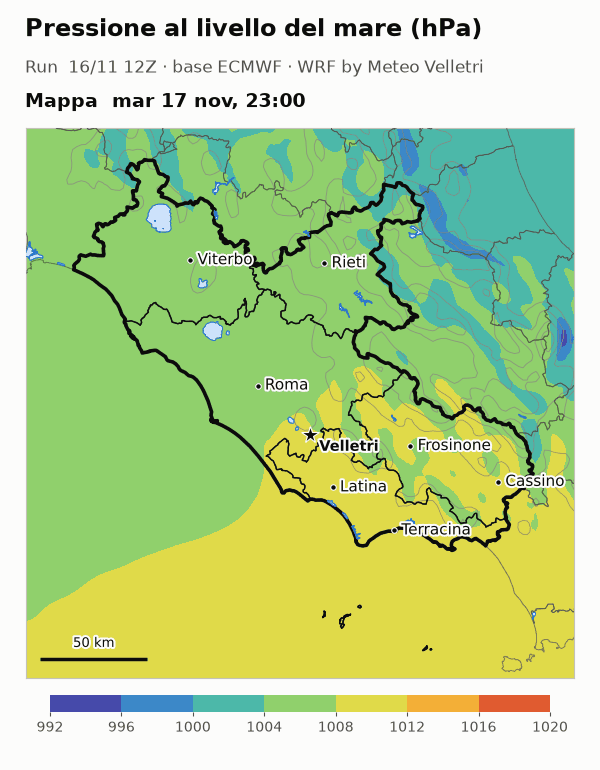 Pressione al livello del mare (hPa)
Run  16/11 12Z · base ECMWF · WRF by Meteo Velletri
Mappa  mar 17 nov, 23:00
Viterbo
Rieti
Roma
Velletri
Frosinone
Cassino
Latina
Terracina
50 km
992 996 1000 1004 1008 1012 1016 1020